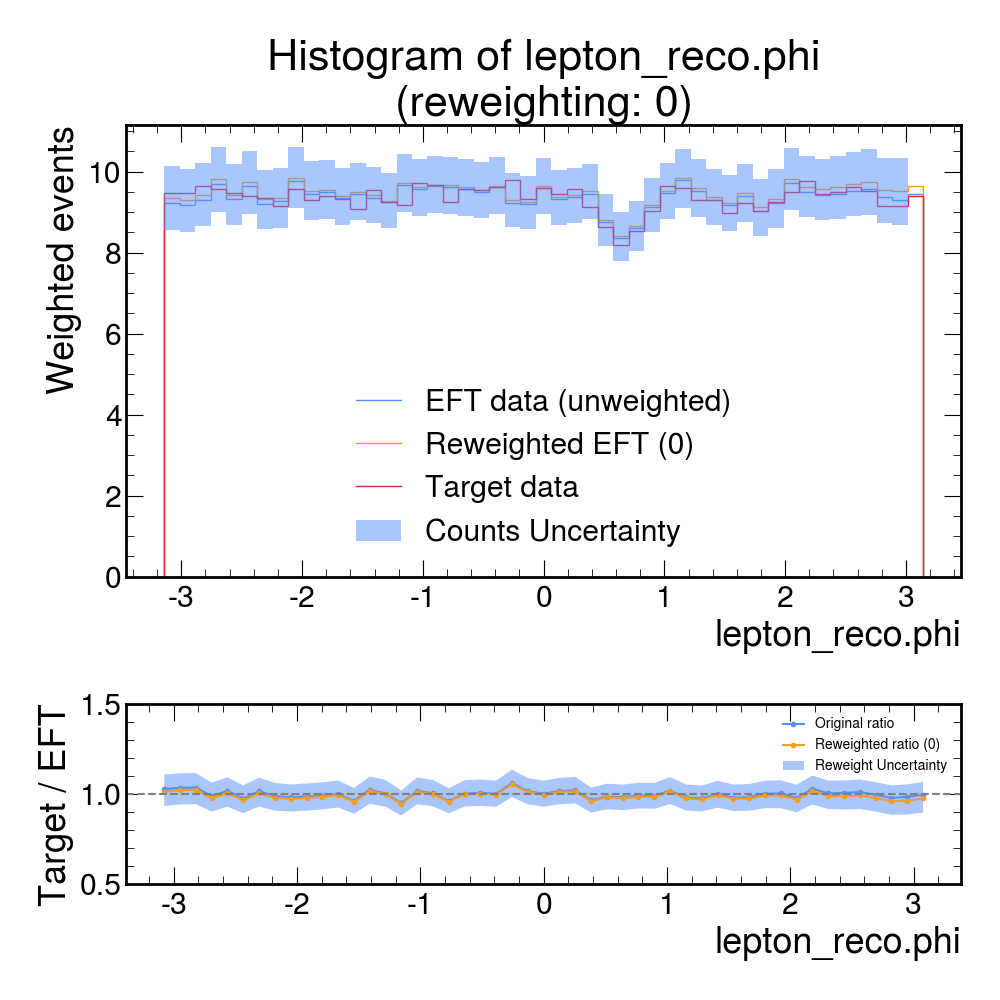 Histogram of lepton_reco.phi
(reweighting: 0)
Weighted events
10
8
6
4
2
0
EFT data (unweighted)
Reweighted EFT (0)
Target data
Counts Uncertainty
-3 -2 -1 0 1 2 3
lepton_reco.phi
Target / EFT
1.5
1.0
0.5
Original ratio
Reweighted ratio (0)
Reweight Uncertainty
-3 -2 -1 0 1 2 3
lepton_reco.phi